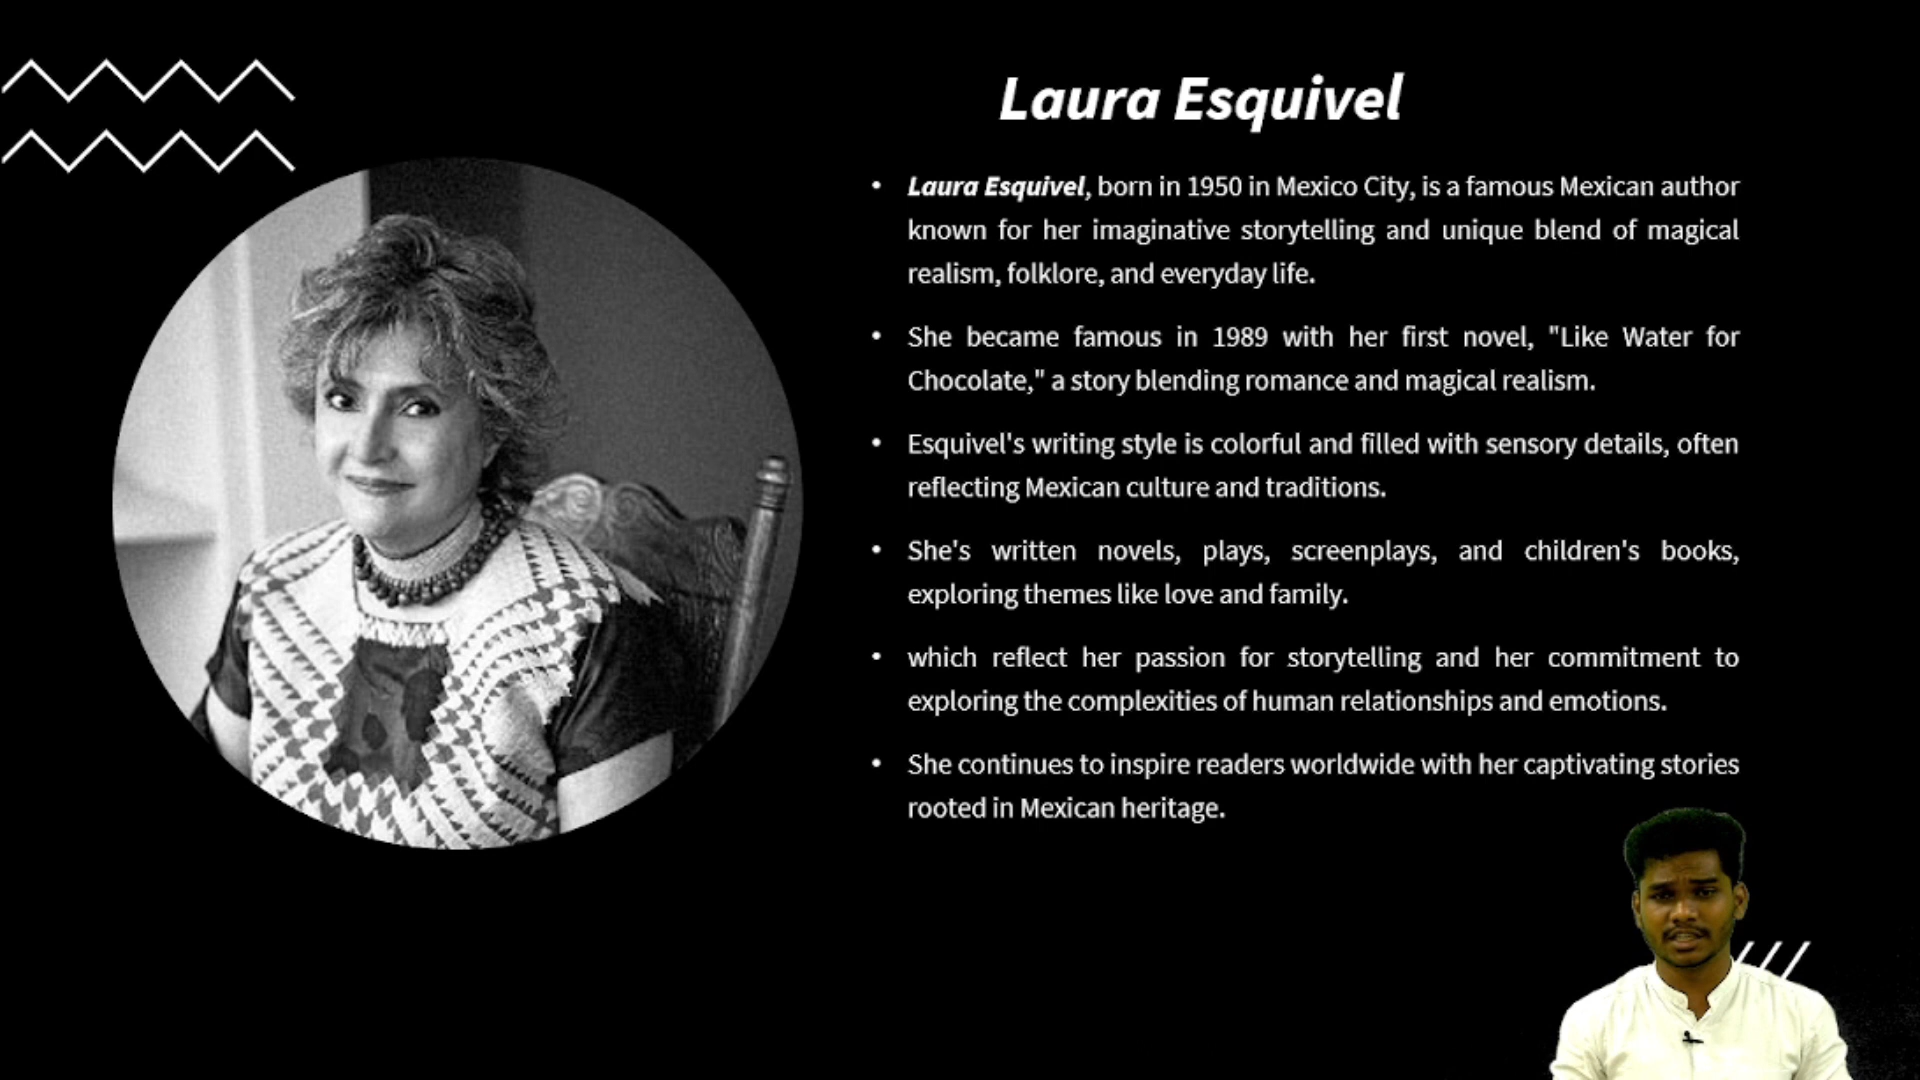 Laura Esquivel
• Laura Esquivel, born in 1950 in Mexico City, is a famous Mexican author
known for her imaginative storytelling and unique blend of magical
realism, folklore, and everyday life.
• She became famous in 1989 with her first novel, "Like Water for
Chocolate," a story blending romance and magical realism.
• Esquivel's writing style is colorful and filled with sensory details, often
reflecting Mexican culture and traditions.
• She's written novels, plays, screenplays, and children's books,
exploring themes like love and family.
• which reflect her passion for storytelling and her commitment to
exploring the complexities of human relationships and emotions.
• She continues to inspire readers worldwide with her captivating stories
rooted in Mexican heritage.